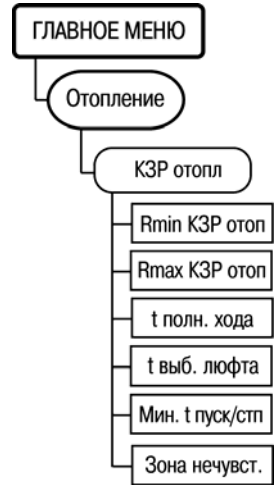 ГЛАВНОЕ МЕНЮ
Отопление
КЗР отопл
Rmin КЗР отоп
Rmax КЗР отоп
t полн. хода
t выб. люфта
Мин. t пуск/стп
Зона нечувст.